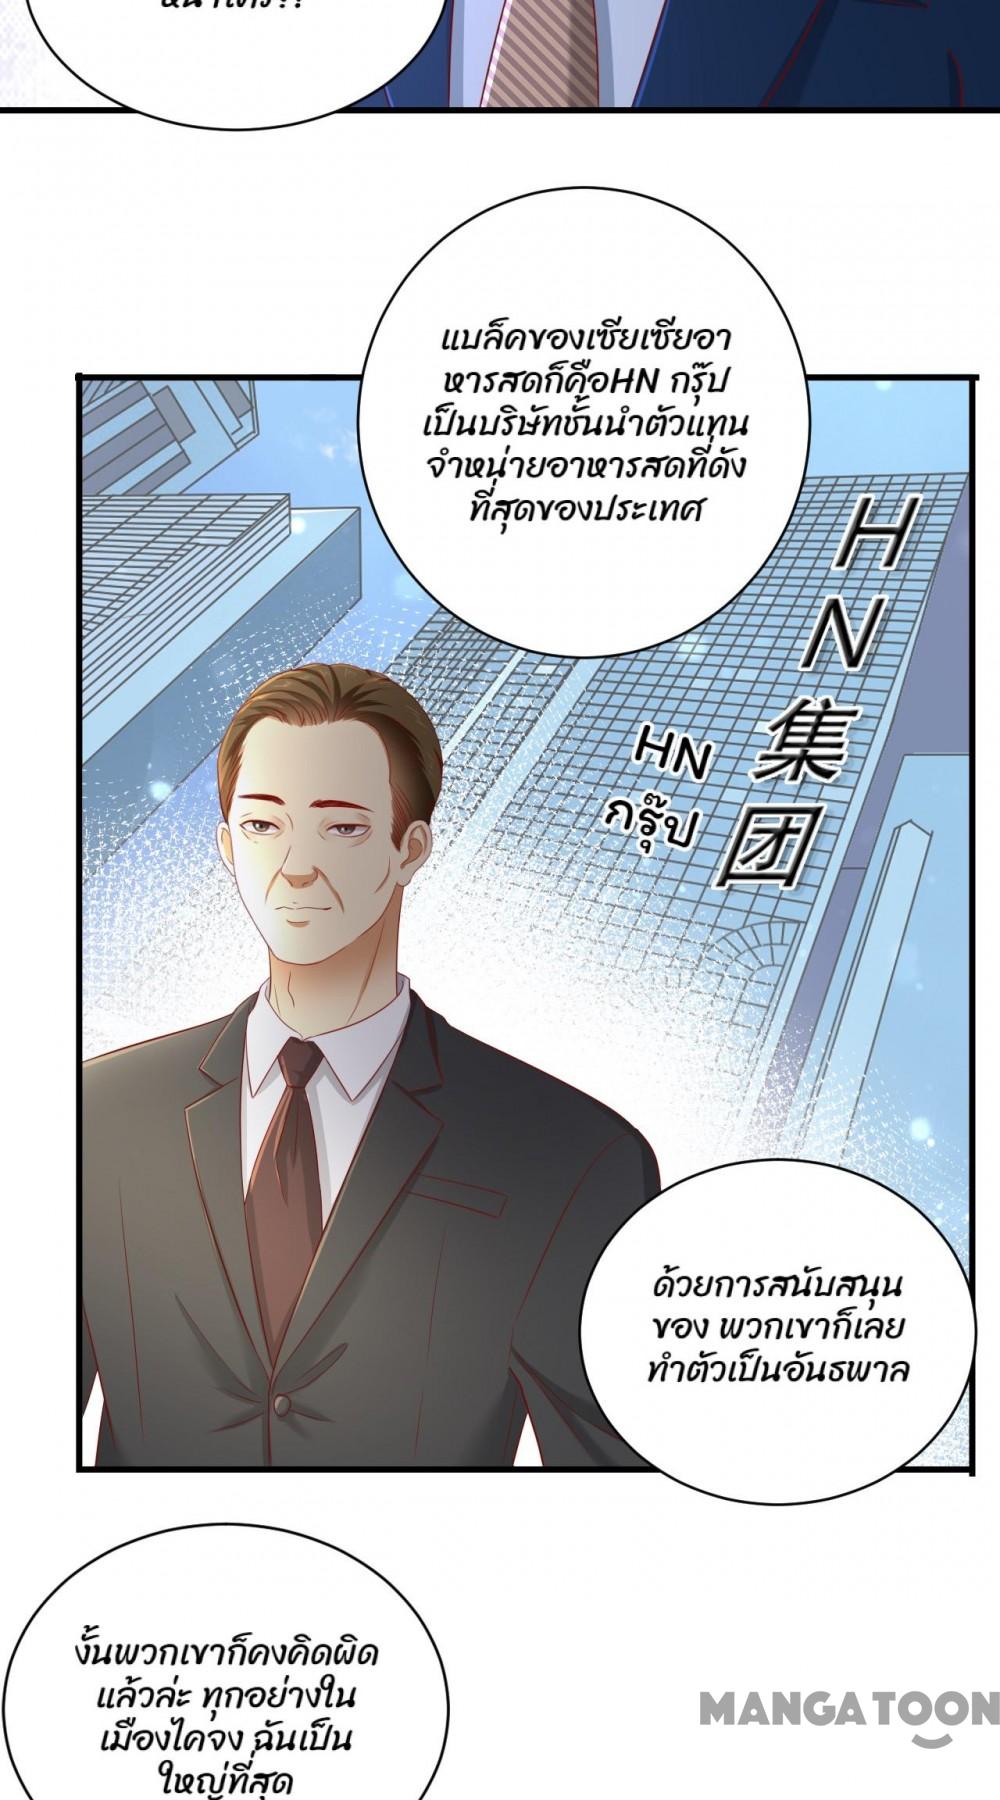 แบล็คของเซียเซียอา
หารสดก็คือHN กรุ๊ป
เป็นบริษัทชั้นนำตัวแทน
จำหน่ายอาหารสดที่ดัง
ที่สุดของประเทศ
HN集团
HN
กรุ๊ป
ด้วยการสนับสนุน
ของ พวกเขาก็เลย
ทำตัวเป็นอันธพาล
งั้นพวกเขาก็คงคิดผิด
แล้วล่ะ ทุกอย่างใน
เมืองไคจง ฉันเป็น
ใหญ่ที่สุด
MANGATOON